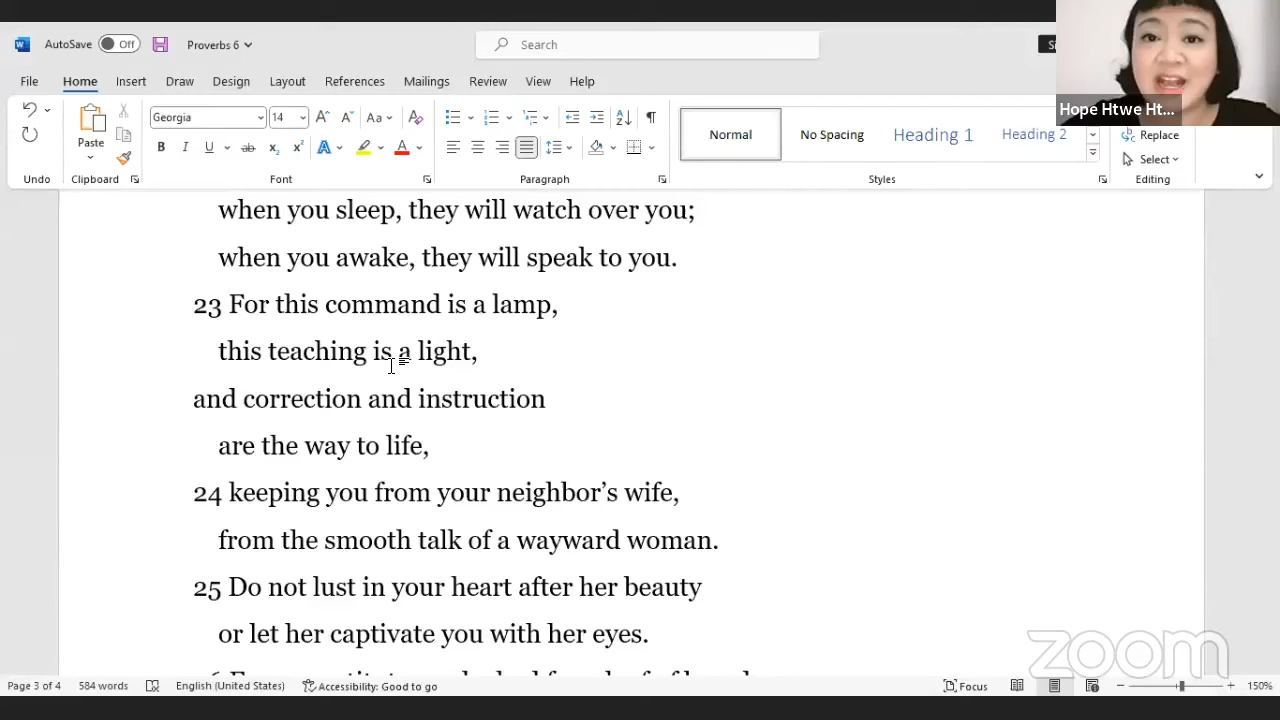 AutoSave Off Proverbs 6 Search
Hope Htwe Ht...
File Home Insert Draw Design Layout References Mailings Review View Help
Georgia 14 Aa
Paste
Normal No Spacing Heading 1 Heading 2
Replace
Select
Undo Clipboard Font Paragraph Styles Editing
when you sleep, they will watch over you;
when you awake, they will speak to you.
23 For this command is a lamp,
this teaching is a light,
and correction and instruction
are the way to life,
24 keeping you from your neighbor’s wife,
from the smooth talk of a wayward woman.
25 Do not lust in your heart after her beauty
or let her captivate you with her eyes.
zoom
Page 3 of 4 584 words English (United States) Accessibility: Good to go Focus 150%